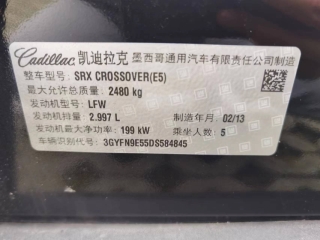 Cadillac 凯迪拉克 墨西哥通用汽车有限责任公司制造
整车型号: SRX CROSSOVER(E5)
最大允许总质量: 2480 kg
发动机型号: LFW
发动机排量: 2.997 L 制造年月: 02/13
发动机最大净功率: 199 kW 乘坐人数: 5
车辆识别代号: 3GYFN9E55DS584845